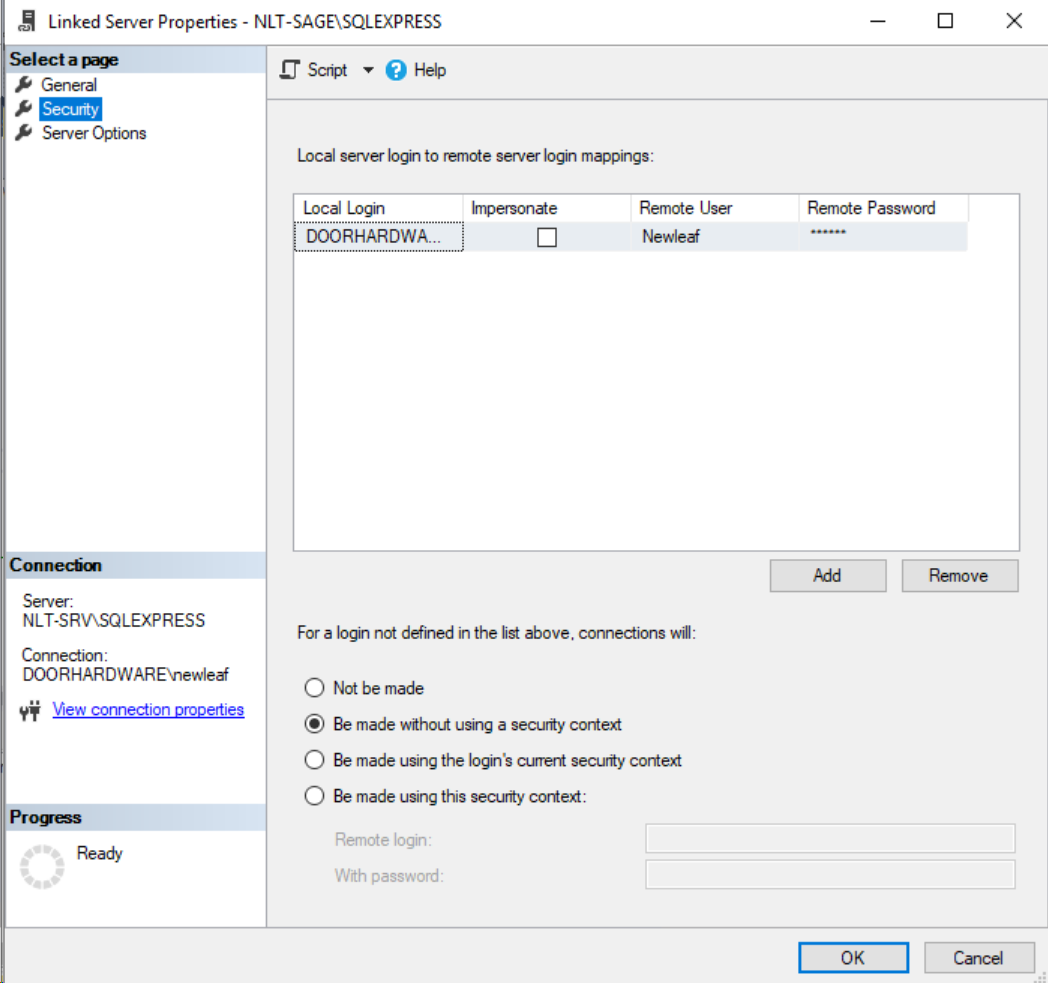 Linked Server Properties - NLT-SAGE\SQLEXPRESS
Select a page
General
Security
Server Options
Script
Help
Local server login to remote server login mappings:
Local Login Impersonate Remote User Remote Password
DOORHARDWA... Newleaf ******
Add Remove
Connection
Server:
NLT-SRV\SQLEXPRESS
Connection:
DOORHARDWARE\newleaf
View connection properties
Progress
Ready
For a login not defined in the list above, connections will:
Not be made
Be made without using a security context
Be made using the login's current security context
Be made using this security context:
Remote login:
With password:
OK Cancel